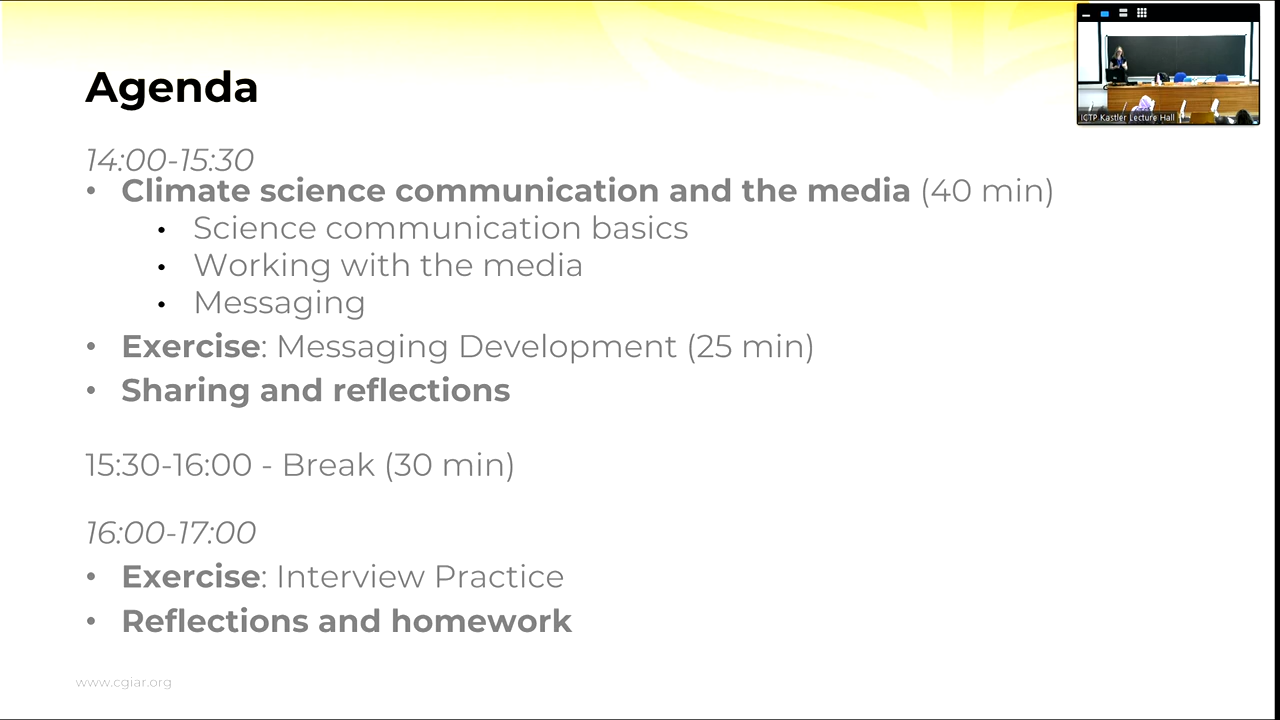 Agenda
14:00-15:30
• Climate science communication and the media (40 min)
• Science communication basics
• Working with the media
• Messaging
• Exercise: Messaging Development (25 min)
• Sharing and reflections
15:30-16:00 - Break (30 min)
16:00-17:00
• Exercise: Interview Practice
• Reflections and homework
www.cgiar.org
ICTP Kastler Lecture Hall